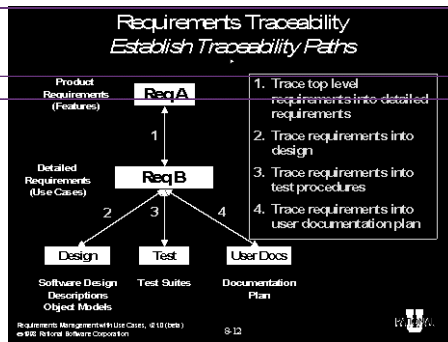 Requirements Traceability
Establish Traceability Paths
Product
Requirements
(Features)
Req A
1
Detailed
Requirements
(Use Cases)
Req B
2
3
4
Design
Test
User Docs
Software Design
Descriptions
Object Models
Test Suites
Documentation
Plan
1. Trace top level
requirements into detailed
requirements
2. Trace requirements into
design
3. Trace requirements into
test procedures
4. Trace requirements into
user documentation plan
Requirements Management with Use Cases, v2.1.0 (beta)
© 1998 Rational Software Corporation
8-12
RATIONAL